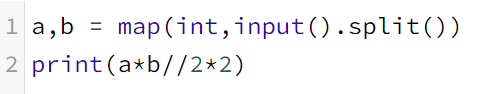 1 a,b = map(int,input().split())
2 print(a*b//2*2)